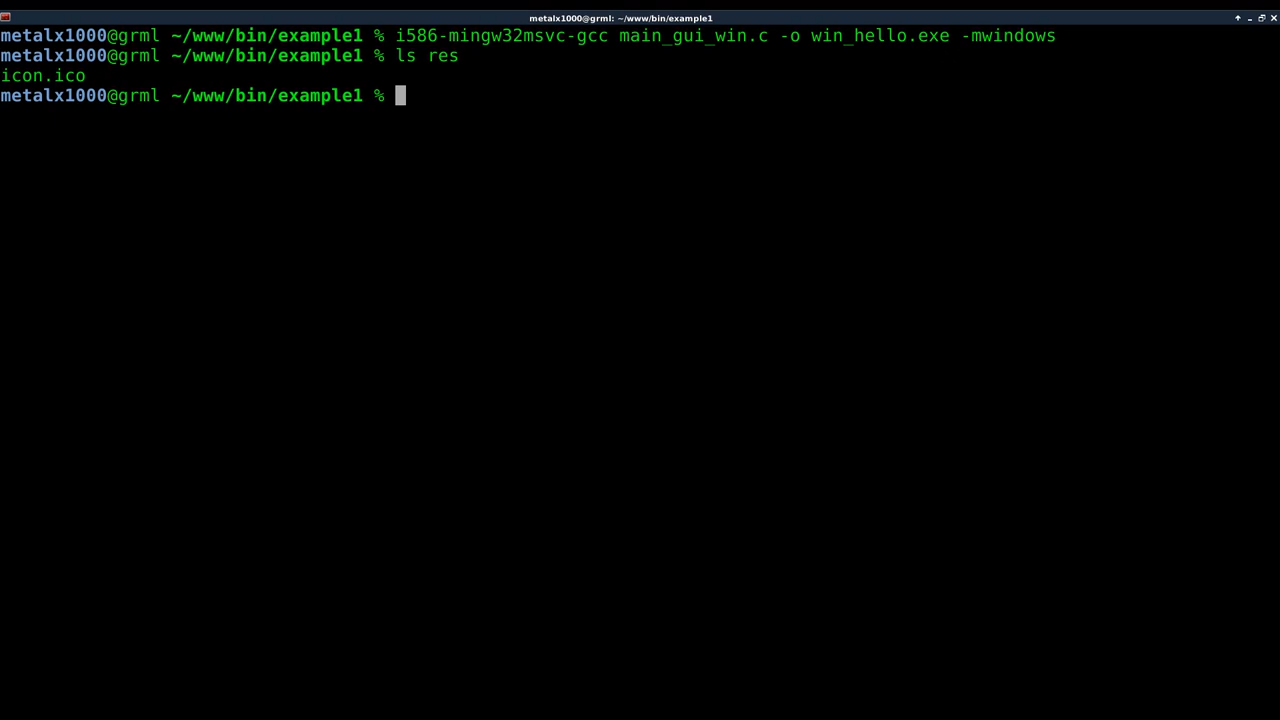 metalx1000@grml: ~/www/bin/example1
metalx1000@grml ~/www/bin/example1 % i586-mingw32msvc-gcc main_gui_win.c -o win_hello.exe -mwindows
metalx1000@grml ~/www/bin/example1 % ls res
icon.ico
metalx1000@grml ~/www/bin/example1 %